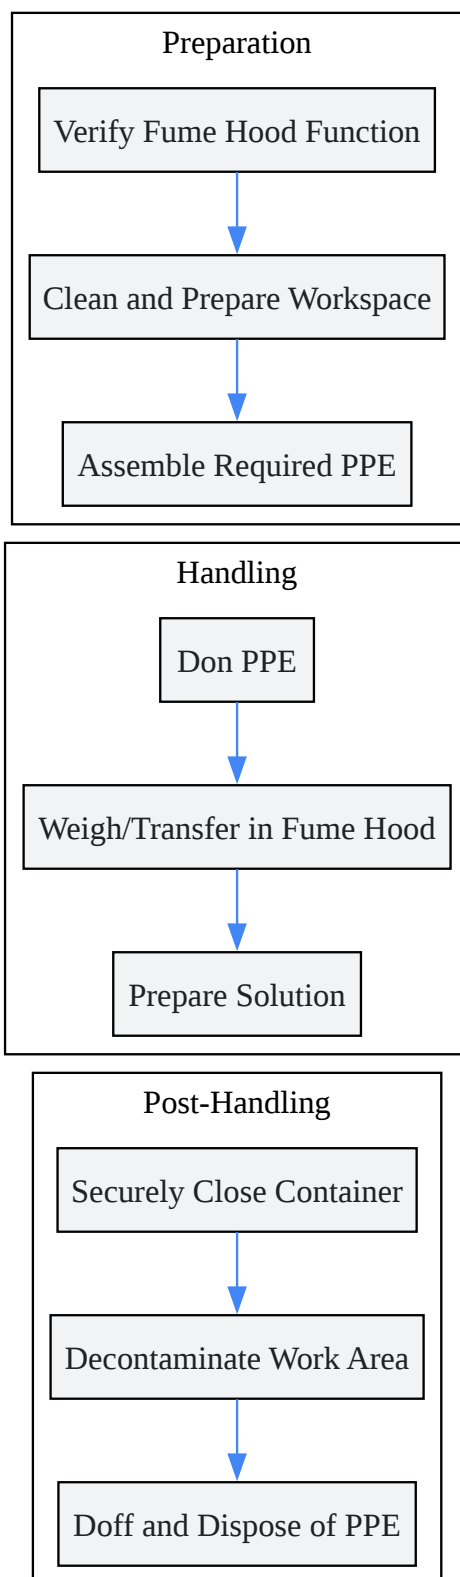 Preparation
Verify Fume Hood Function
Clean and Prepare Workspace
Assemble Required PPE
Handling
Don PPE
Weigh/Transfer in Fume Hood
Prepare Solution
Post-Handling
Securely Close Container
Decontaminate Work Area
Doff and Dispose of PPE